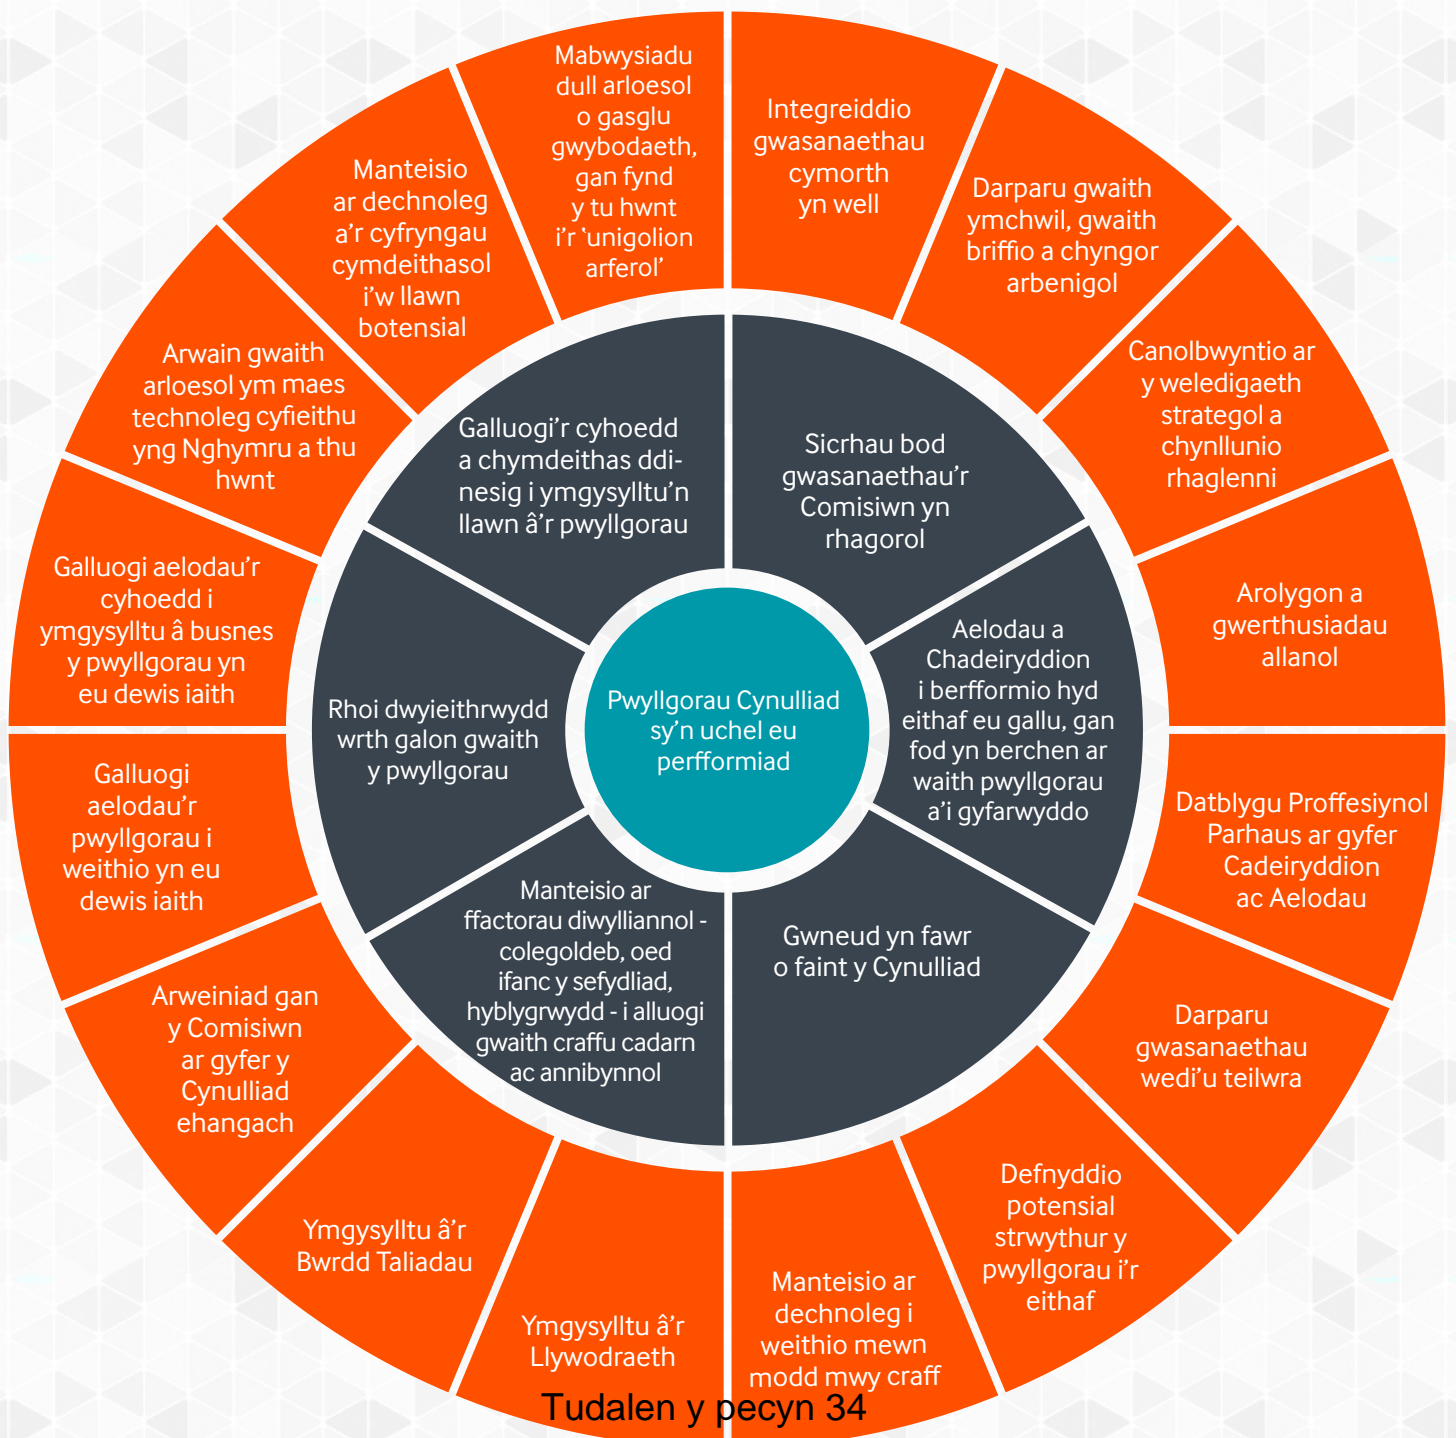 Mabwysiadu
dull arloesol
o gasglu
gwybodaeth,
gan fynd
y tu hwnt
i'r ‘unigolion
arferol’
Integreiddio
gwasanaethau
cymorth
yn well
Darparu gwaith
ymchwil, gwaith
briffio a chyngor
arbenigol
Canolbwyntio ar
y weledigaeth
strategol a
chynllunio
rhaglenni
Arolygon a
gwerthusiadau
allanol
Datblygu Proffesiynol
Parhaus ar gyfer
Cadeiryddion
ac Aelodau
Darparu
gwasanaethau
wedi'u teilwra
Defnyddio
potensial
strwythur y
pwyllgorau i'r
eithaf
Manteisio ar
dechnoleg i
weithio mewn
modd mwy craff
Ymgysylltu â'r
Llywodraeth
Ymgysylltu â'r
Bwrdd Taliadau
Arweiniad gan
y Comisiwn
ar gyfer y
Cynulliad
ehangach
Galluogi
aelodau'r
pwyllgorau i
weithio yn eu
dewis iaith
Galluogi aelodau'r
cyhoedd i
ymgysylltu â busnes
y pwyllgorau yn
eu dewis iaith
Arwain gwaith
arloesol ym maes
technoleg cyfieithu
yng Nghymru a thu
hwnt
Manteisio
ar dechnoleg
a'r cyfryngau
cymdeithasol
i'w llawn
botensial
Galluogi'r cyhoedd
a chymdeithas ddi-
nesig i ymgysylltu'n
llawn â'r pwyllgorau
Sicrhau bod
gwasanaethau'r
Comisiwn yn
rhagorol
Aelodau a
Chadeiryddion
i berfformio hyd
eithaf eu gallu, gan
fod yn berchen ar
waith pwyllgorau
a'i gyfarwyddo
Gwneud yn fawr
o faint y Cynulliad
Manteisio ar
ffactorau diwylliannol -
colegoldeb, oed
ifanc y sefydliad,
hyblygrwydd - i alluogi
gwaith craffu cadarn
ac annibynnol
Rhoi dwyieithrwydd
wrth galon gwaith
y pwyllgorau
Pwyllgorau Cynulliad
sy'n uchel eu
perfformiad
Tudalen y pecyn 34